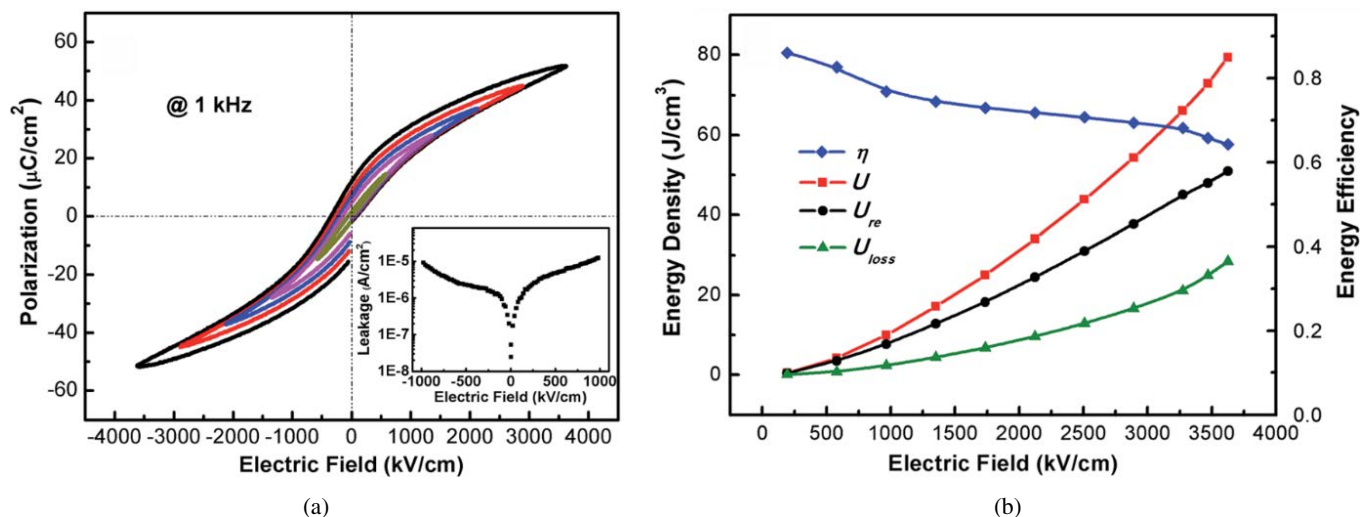 60
40
20
0
-20
-40
-60
Polarization (μC/cm²)
@ 1 kHz
-4000 -3000 -2000 -1000 0 1000 2000 3000 4000
Electric Field (kV/cm)
1E-5
1E-6
1E-7
1E-8
Leakage (A/cm²)
-1000 -500 0 500 1000
Electric Field (kV/cm)
(a)
80
60
40
20
0
Energy Density (J/cm³)
η
U
U_re
U_loss
0.8
0.6
0.4
0.2
0.0
Energy Efficiency
0 500 1000 1500 2000 2500 3000 3500 4000
Electric Field (kV/cm)
(b)